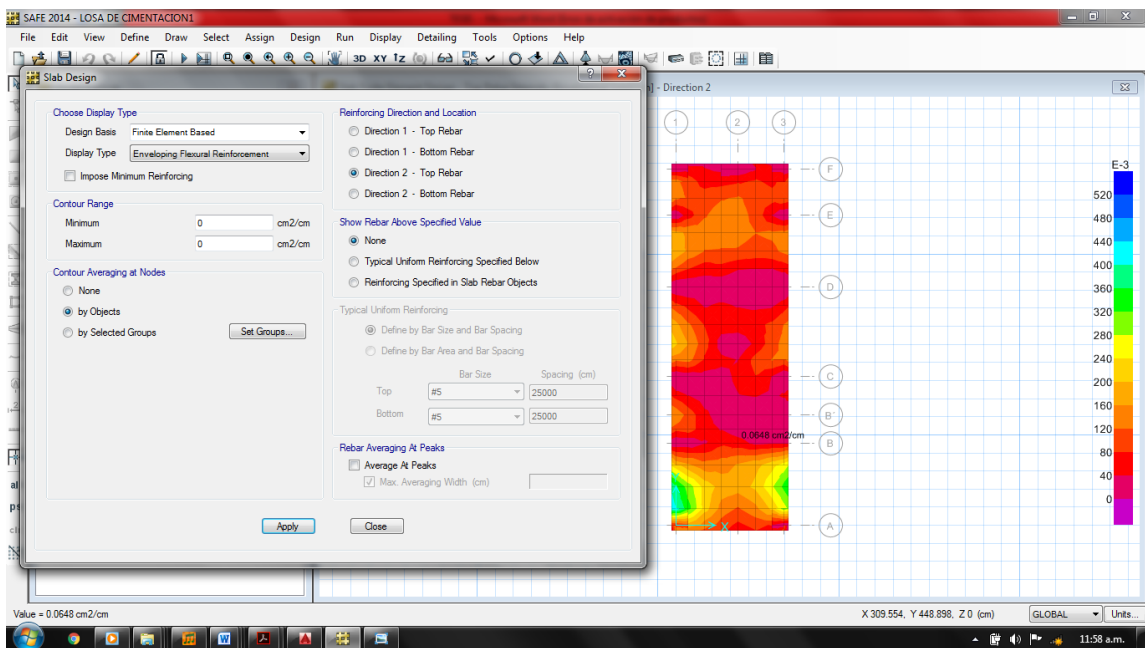 SAFE 2014 - LOSA DE CIMENTACION1
File Edit View Define Draw Select Assign Design Run Display Detailing Tools Options Help
3D XY
Slab Design
- Direction 2
Choose Display Type
Design Basis Finite Element Based
Display Type Enveloping Flexural Reinforcement
Impose Minimum Reinforcing
Contour Range
Minimum 0 cm2/cm
Maximum 0 cm2/cm
Contour Averaging at Nodes
None
by Objects
by Selected Groups Set Groups...
Reinforcing Direction and Location
Direction 1 - Top Rebar
Direction 1 - Bottom Rebar
Direction 2 - Top Rebar
Direction 2 - Bottom Rebar
Show Rebar Above Specified Value
None
Typical Uniform Reinforcing Specified Below
Reinforcing Specified in Slab Rebar Objects
Typical Uniform Reinforcing
Define by Bar Size and Bar Spacing
Define by Bar Area and Bar Spacing
Bar Size Spacing (cm)
Top #5 25000
Bottom #5 25000
Rebar Averaging At Peaks
Average At Peaks
Max. Averaging Width (cm)
Apply Close
1 2 3
F
E
D
C
B'
B
A
0.0648 cm2/cm
X
E-3
520
480
440
400
360
320
280
240
200
160
120
80
40
0
Value = 0.0648 cm2/cm
X 309.554, Y 448.898, Z 0 (cm) GLOBAL Units...
11:58 a.m.